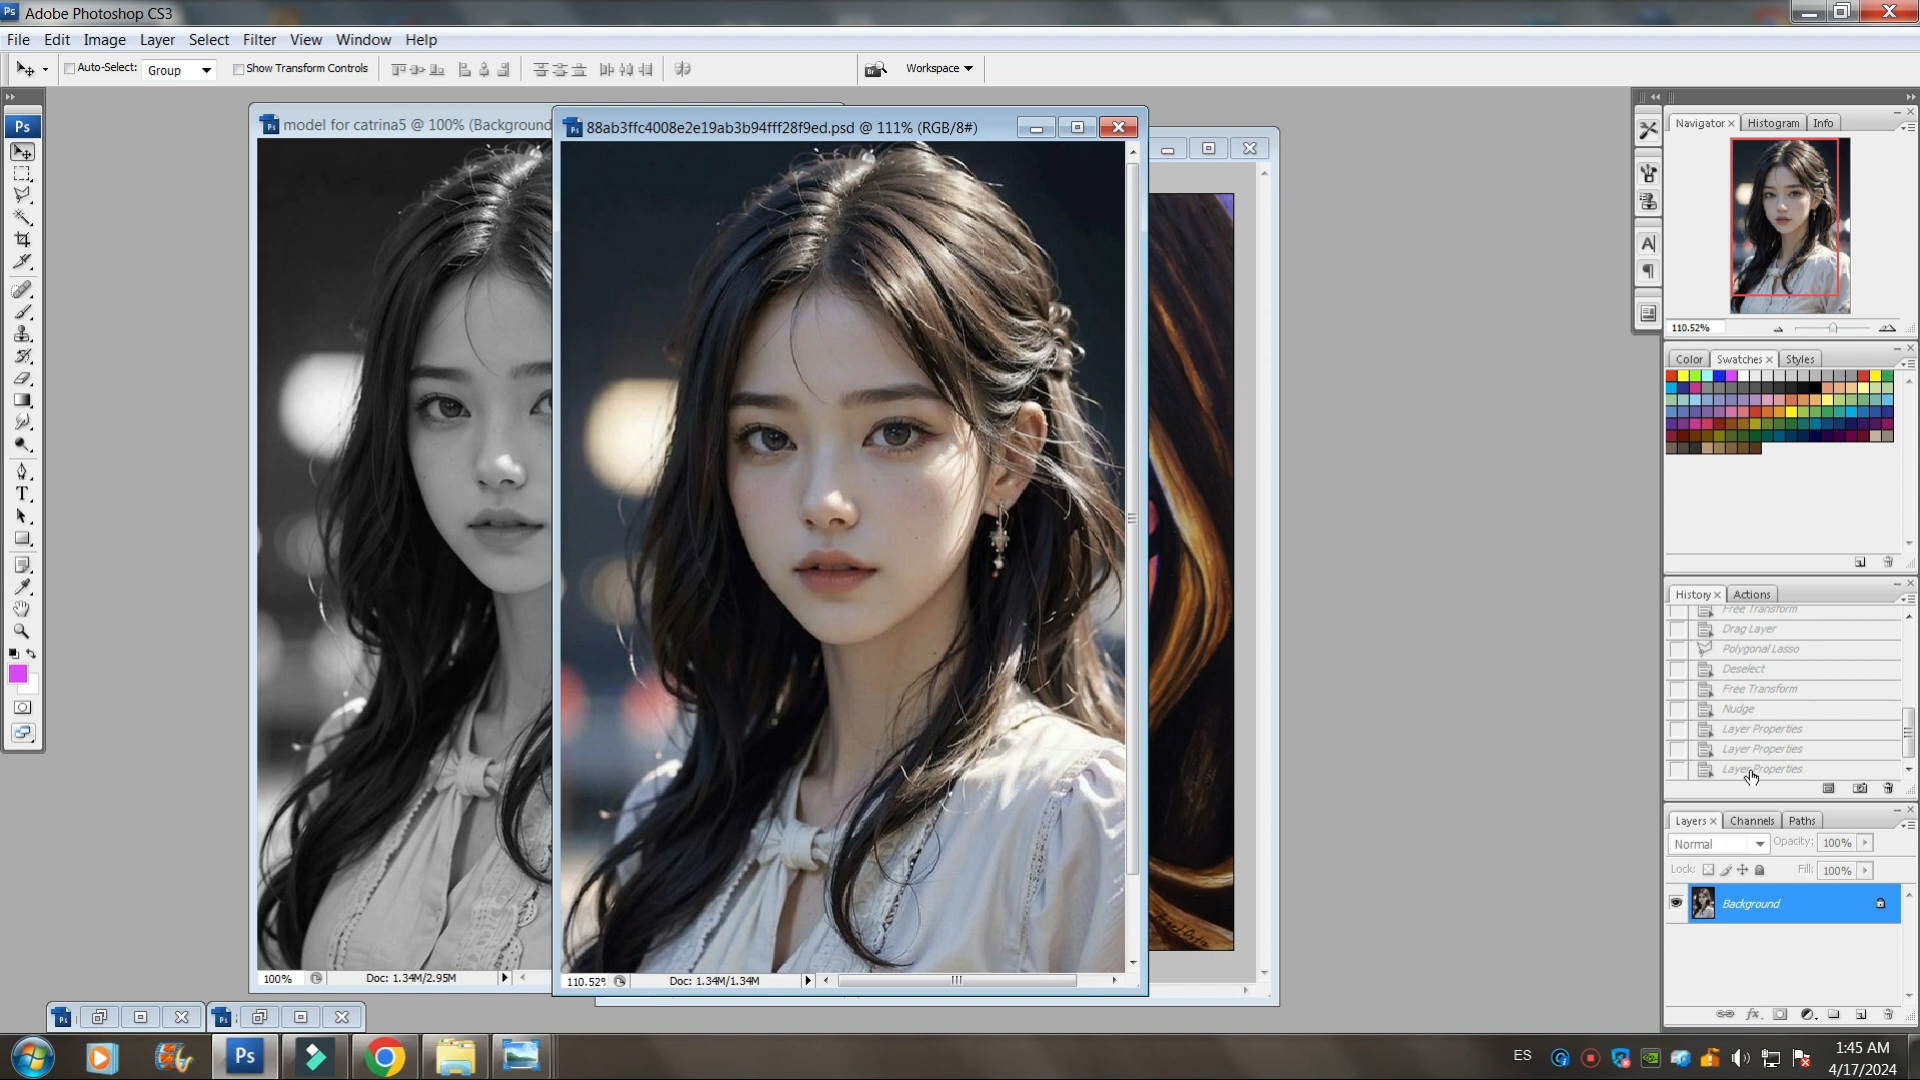 Adobe Photoshop CS3
File Edit Image Layer Select Filter View Window Help
Auto-Select: Group Show Transform Controls Workspace
model for catrina5 @ 100% (Background
88ab3ffc4008e2e19ab3b94fff28f9ed.psd @ 111% (RGB/8#)
Ps
Navigator Histogram Info
110.52%
Color Swatches Styles
History Actions
Free Transform
Drag Layer
Polygonal Lasso
Deselect
Free Transform
Nudge
Layer Properties
Layer Properties
Layer Properties
Layers Channels Paths
Normal Opacity: 100%
Lock: Fill: 100%
Background
100% Doc: 1.34M/2.95M
110.52% Doc: 1.34M/1.34M
ES
1:45 AM
4/17/2024